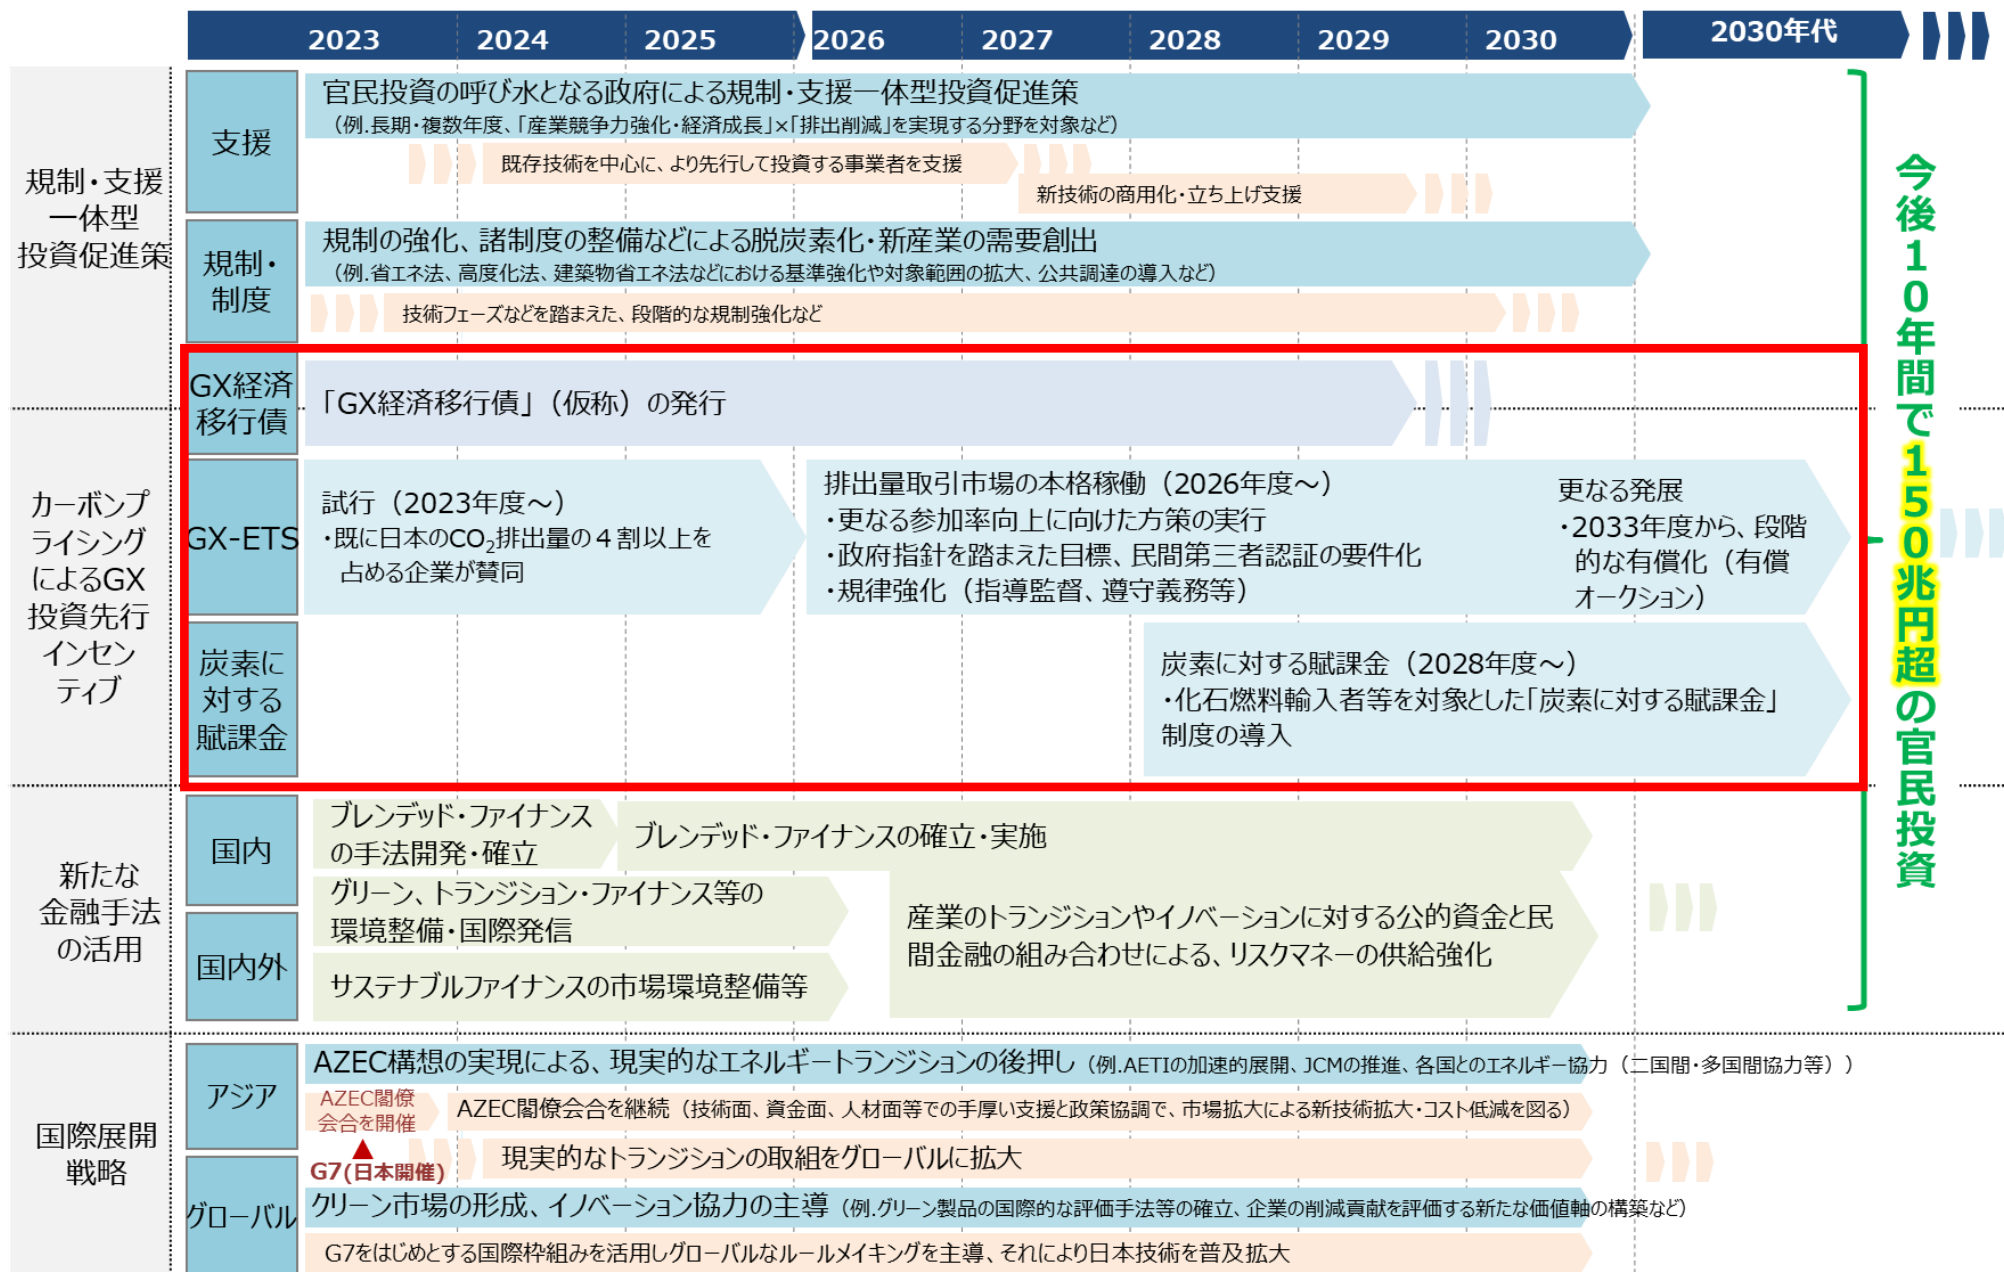 2023 2024 2025 2026 2027 2028 2029 2030 2030年代
規制・支援
一体型
投資促進策
支援
官民投資の呼び水となる政府による規制・支援一体型投資促進策
（例.長期・複数年度、「産業競争力強化・経済成長」×「排出削減」を実現する分野を対象など）
既存技術を中心に、より先行して投資する事業者を支援
新技術の商用化・立ち上げ支援
規制・
制度
規制の強化、諸制度の整備などによる脱炭素化・新産業の需要創出
（例.省エネ法、高度化法、建築物省エネ法などにおける基準強化や対象範囲の拡大、公共調達の導入など）
技術フェーズなどを踏まえた、段階的な規制強化など
GX経済
移行債
「GX経済移行債」（仮称）の発行
カーボンプ
ライシング
によるGX
投資先行
インセン
ティブ
GX-ETS
試行（2023年度～）
・既に日本のCO2排出量の４割以上を
占める企業が賛同
排出量取引市場の本格稼働（2026年度～）
・更なる参加率向上に向けた方策の実行
・政府指針を踏まえた目標、民間第三者認証の要件化
・規律強化（指導監督、遵守義務等）
更なる発展
・2033年度から、段階
的な有償化（有償
オークション）
炭素に
対する
賦課金
炭素に対する賦課金（2028年度～）
・化石燃料輸入者等を対象とした「炭素に対する賦課金」
制度の導入
今後10年間で150兆円超の官民投資
新たな
金融手法
の活用
国内
ブレンデッド・ファイナンス
の手法開発・確立
ブレンデッド・ファイナンスの確立・実施
国内外
グリーン、トランジション・ファイナンス等の
環境整備・国際発信
サステナブルファイナンスの市場環境整備等
産業のトランジションやイノベーションに対する公的資金と民
間金融の組み合わせによる、リスクマネーの供給強化
国際展開
戦略
アジア
AZEC構想の実現による、現実的なエネルギートランジションの後押し（例.AETIの加速的展開、JCMの推進、各国とのエネルギー協力（二国間・多国間協力等））
AZEC閣僚
会合を開催
AZEC閣僚会合を継続（技術面、資金面、人材面等での手厚い支援と政策協調で、市場拡大による新技術拡大・コスト低減を図る）
G7(日本開催)
現実的なトランジションの取組をグローバルに拡大
グローバル
クリーン市場の形成、イノベーション協力の主導（例.グリーン製品の国際的な評価手法等の確立、企業の削減貢献を評価する新たな価値軸の構築など）
G7をはじめとする国際枠組みを活用しグローバルなルールメイキングを主導、それにより日本技術を普及拡大